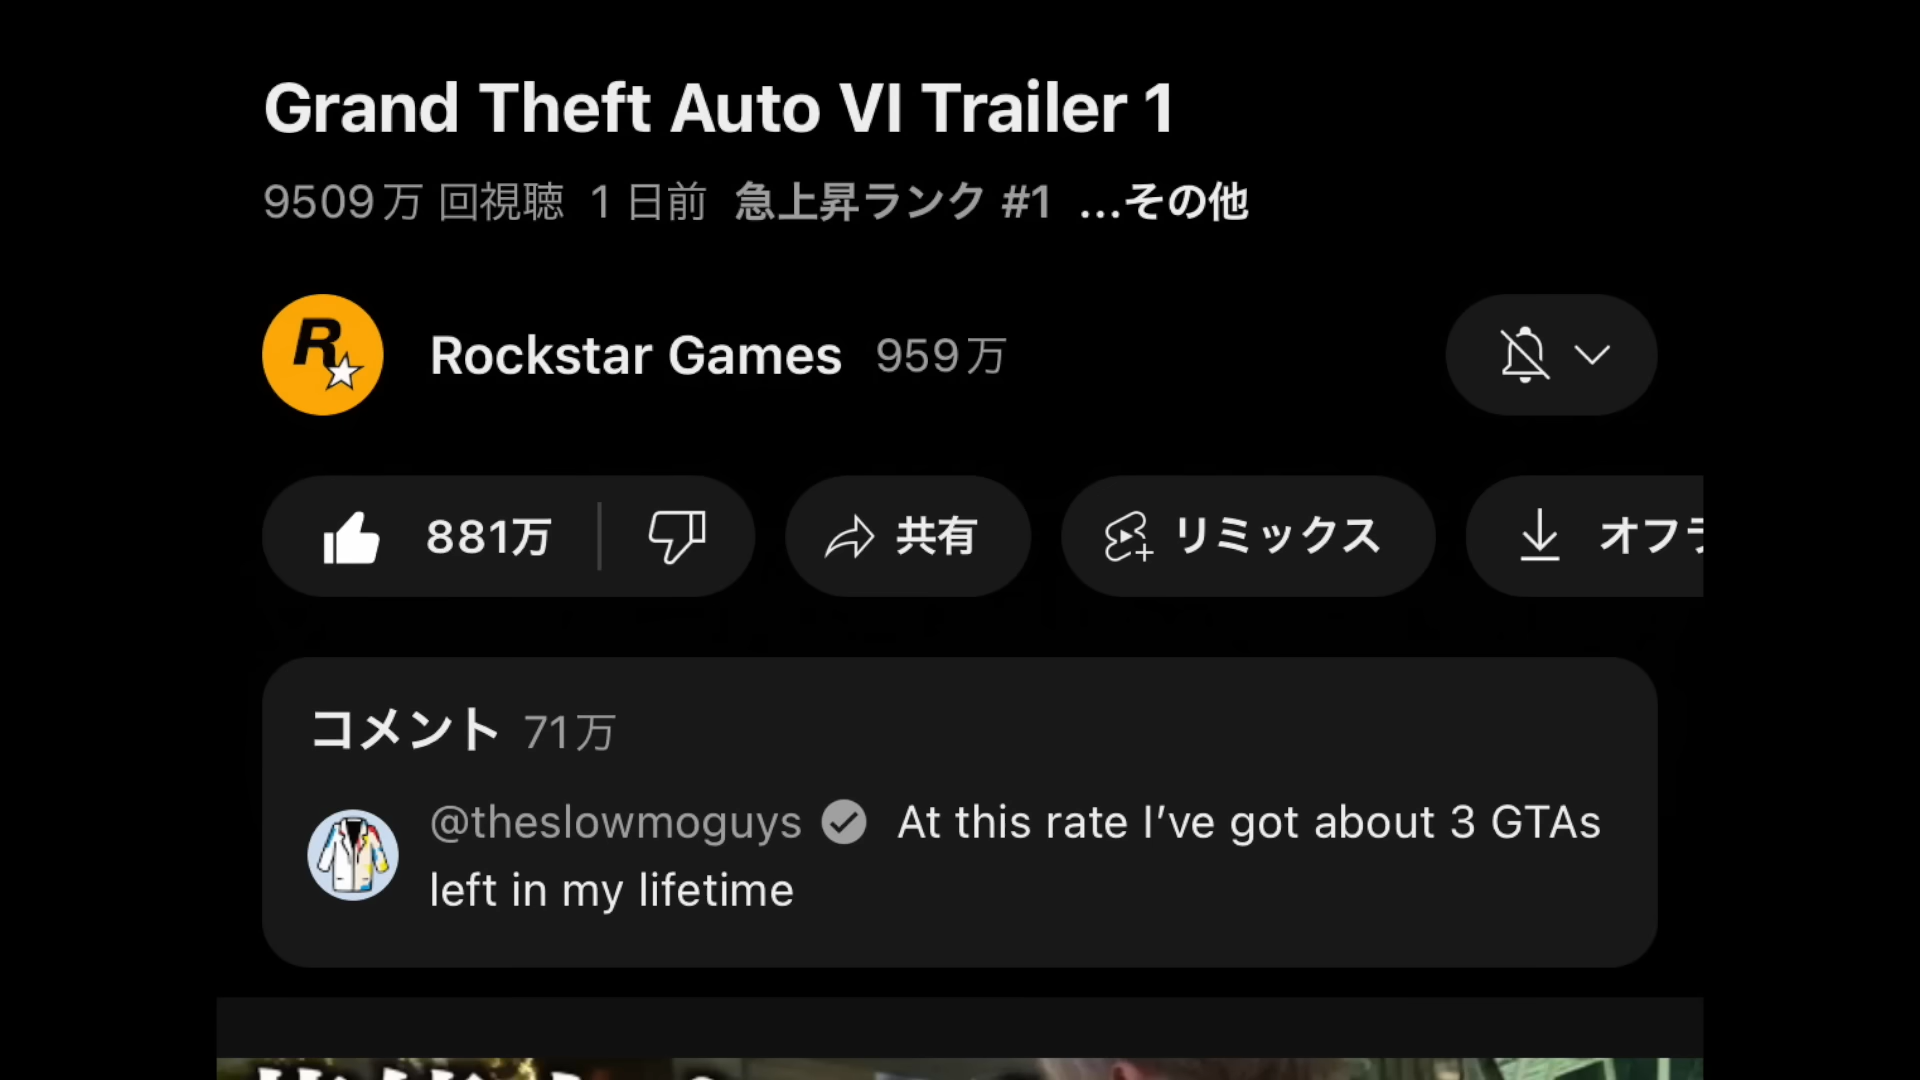 Grand Theft Auto VI Trailer 1
9509万 回視聴 1 日前 急上昇ランク #1 ...その他
R
Rockstar Games 959万
881万 共有 リミックス オフラ
コメント 71万
@theslowmoguys At this rate I’ve got about 3 GTAs
left in my lifetime